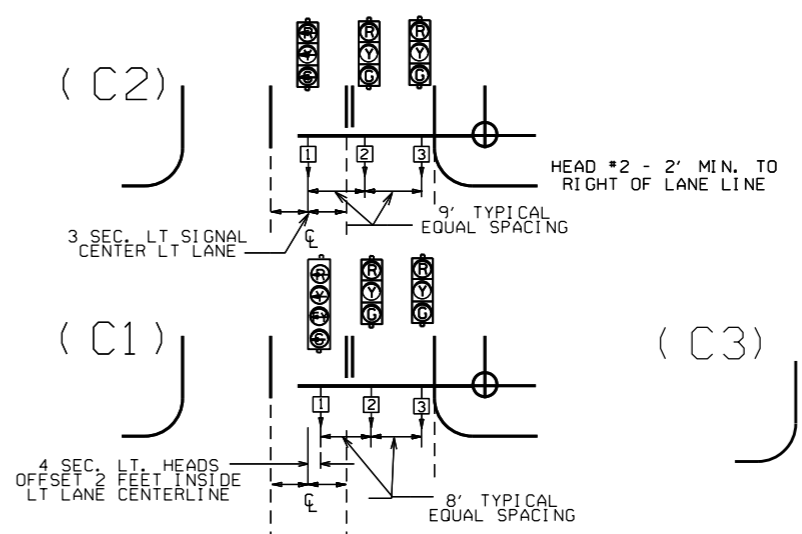 R R R
Y Y
G G G
( C2 )
1 2 3
HEAD #2 - 2' MIN. TO
RIGHT OF LANE LINE
9' TYPICAL
EQUAL SPACING
3 SEC. LT SIGNAL
CENTER LT LANE
℄
R R R
Y Y
G G G
( C1 )
( C3 )
1 2 3
4 SEC. LT. HEADS
OFFSET 2 FEET INSIDE
LT LANE CENTERLINE
℄
8' TYPICAL
EQUAL SPACING